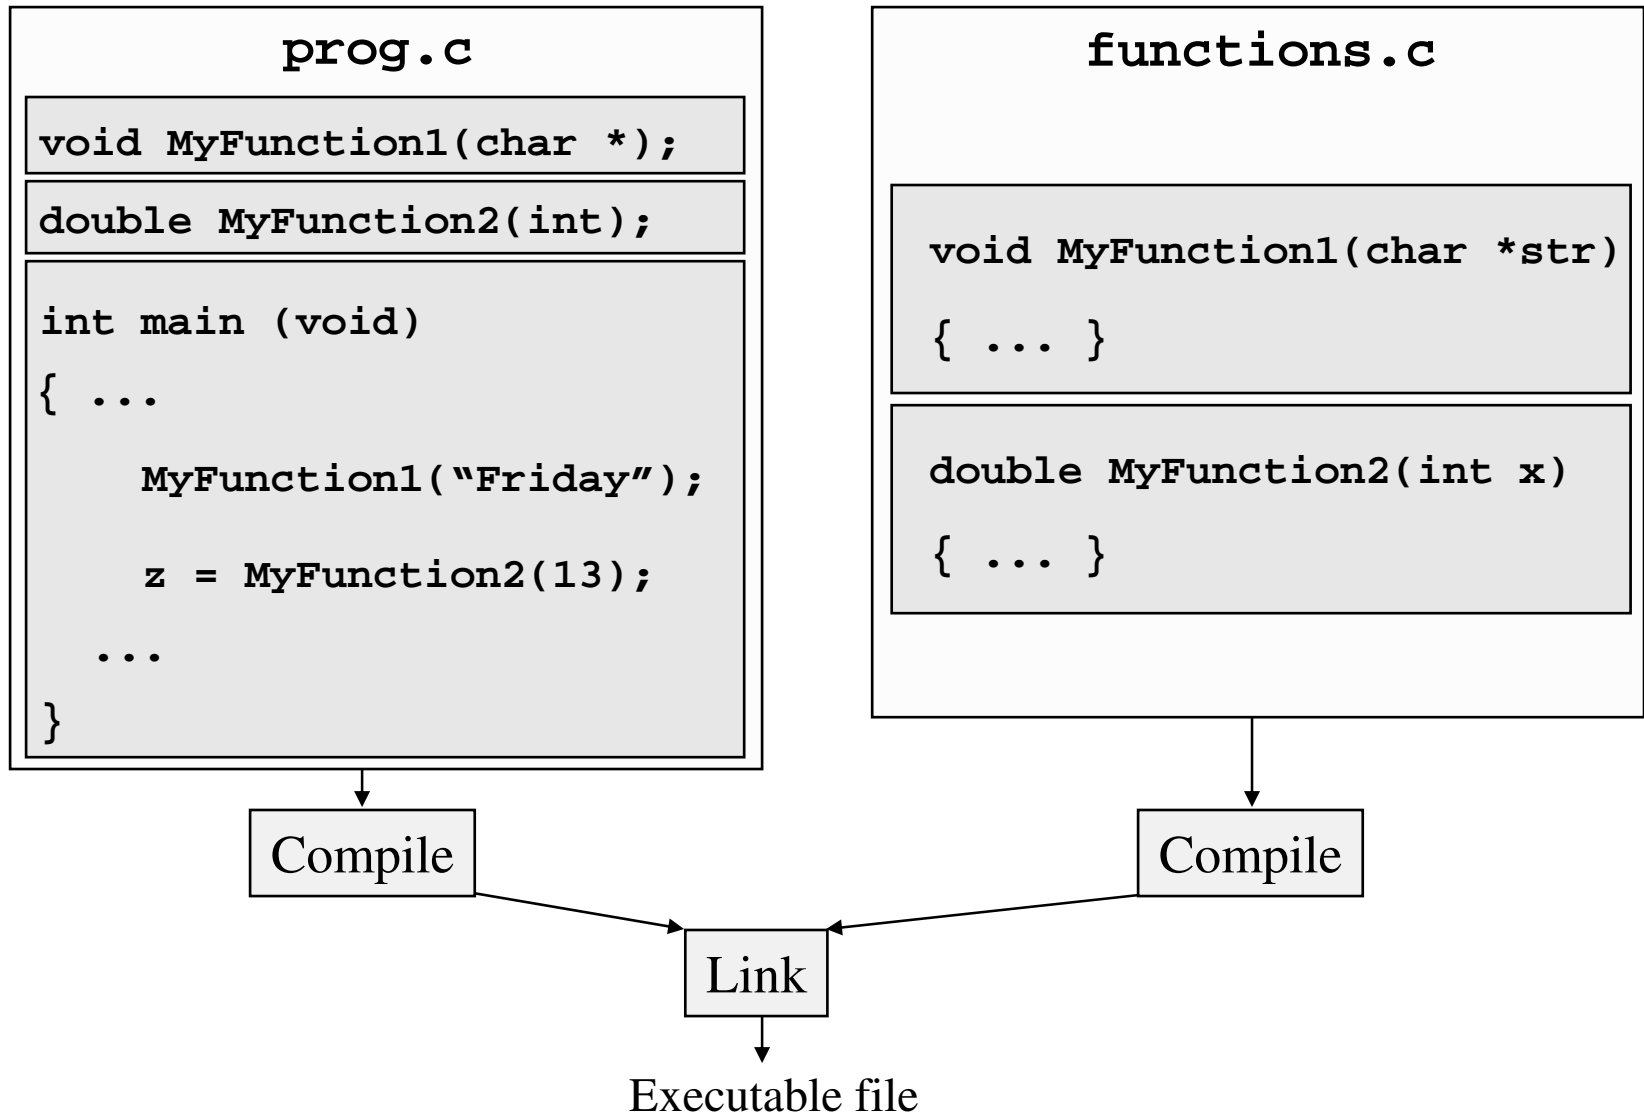 prog.c
void MyFunction1(char *);
double MyFunction2(int);
int main (void)
{ ...
MyFunction1(“Friday”);
z = MyFunction2(13);
...
}
functions.c
void MyFunction1(char *str)
{ ... }
double MyFunction2(int x)
{ ... }
Compile
Compile
Link
Executable file